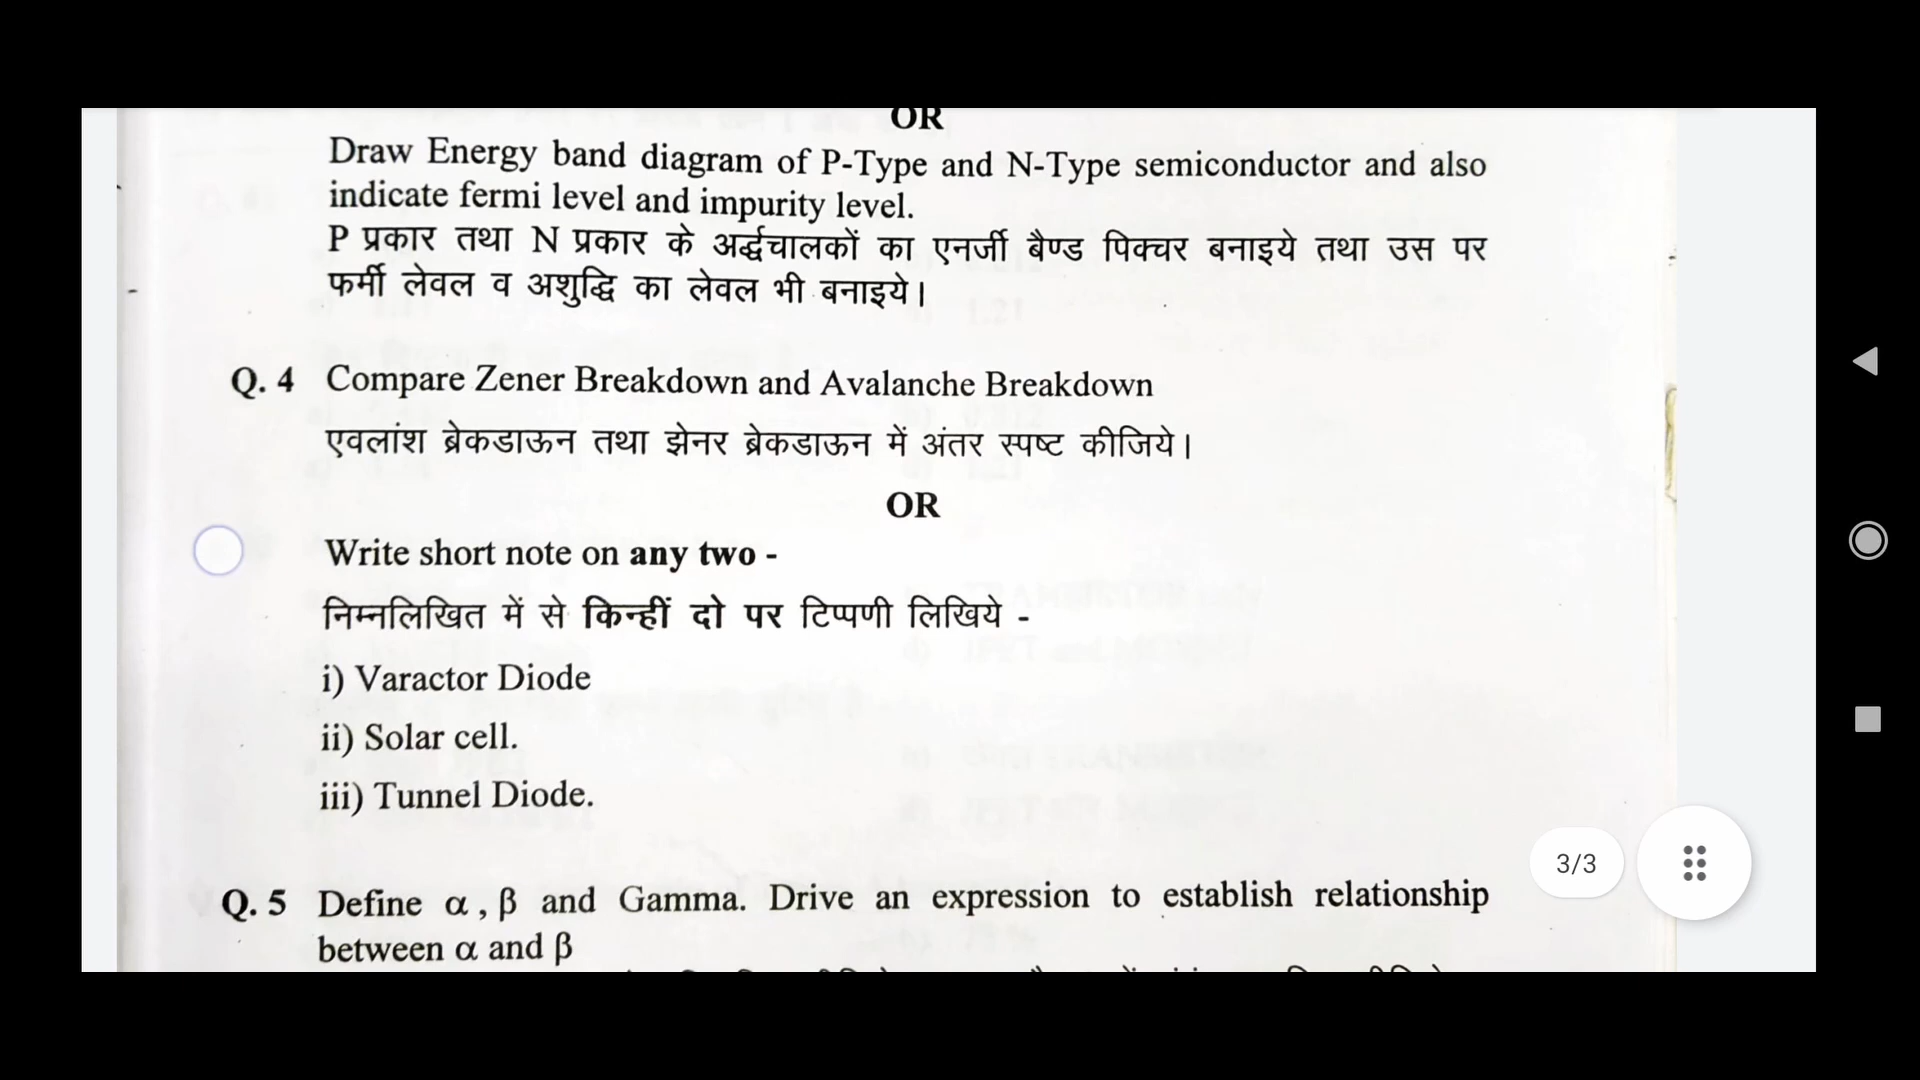 OR
Draw Energy band diagram of P-Type and N-Type semiconductor and also
indicate fermi level and impurity level.
P प्रकार तथा N प्रकार के अर्द्धचालकों का एनर्जी बैण्ड पिक्चर बनाइये तथा उस पर
फर्मी लेवल व अशुद्धि का लेवल भी बनाइये।
Q. 4 Compare Zener Breakdown and Avalanche Breakdown
एवलांश ब्रेकडाऊन तथा झेनर ब्रेकडाऊन में अंतर स्पष्ट कीजिये।
OR
Write short note on any two -
निम्नलिखित में से किन्हीं दो पर टिप्पणी लिखिये -
i) Varactor Diode
ii) Solar cell.
iii) Tunnel Diode.
3/3
Q. 5 Define α , β and Gamma. Drive an expression to establish relationship
between α and β